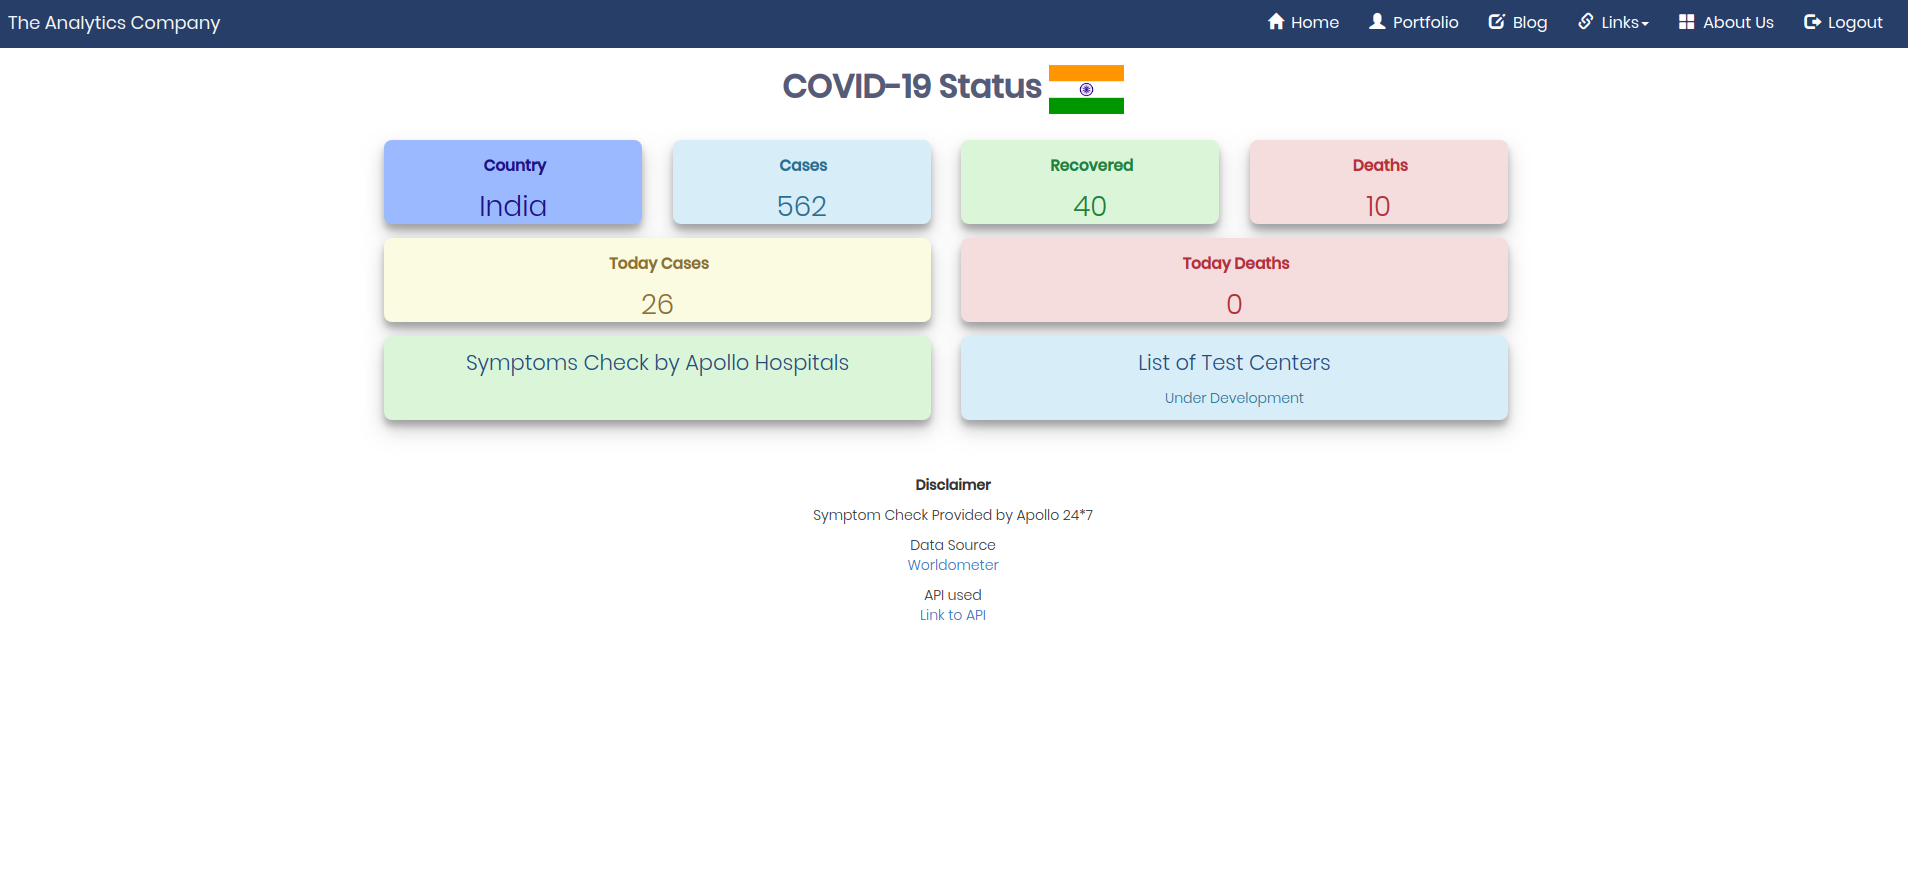 The Analytics Company
Home Portfolio Blog Links About Us Logout
COVID-19 Status
Country
India
Cases
562
Recovered
40
Deaths
10
Today Cases
26
Today Deaths
0
Symptoms Check by Apollo Hospitals
List of Test Centers
Under Development
Disclaimer
Symptom Check Provided by Apollo 24*7
Data Source
Worldometer
API used
Link to API